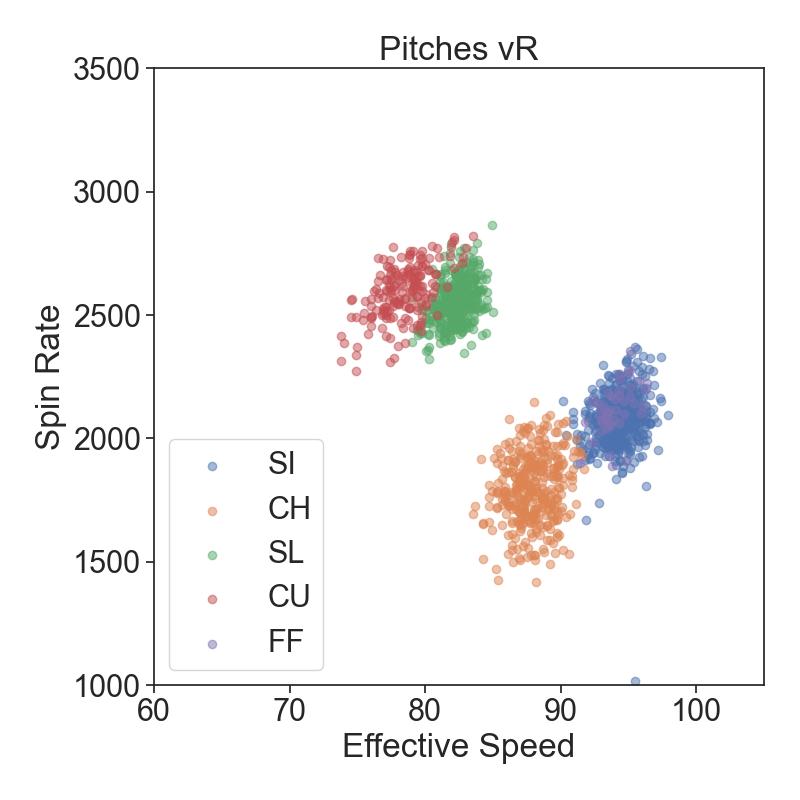 Pitches vR
3500
3000
2500
2000
1500
1000
Spin Rate
SI
CH
SL
CU
FF
60 70 80 90 100
Effective Speed